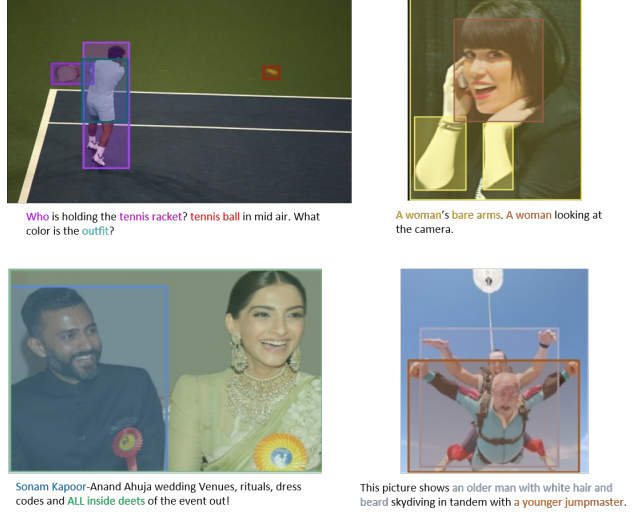 Who is holding the tennis racket? tennis ball in mid air. What
color is the outfit?
A woman's bare arms. A woman looking at
the camera.
Sonam Kapoor-Anand Ahuja wedding Venues, rituals, dress
codes and ALL inside deets of the event out!
This picture shows an older man with white hair and
beard skydiving in tandem with a younger jumpmaster.